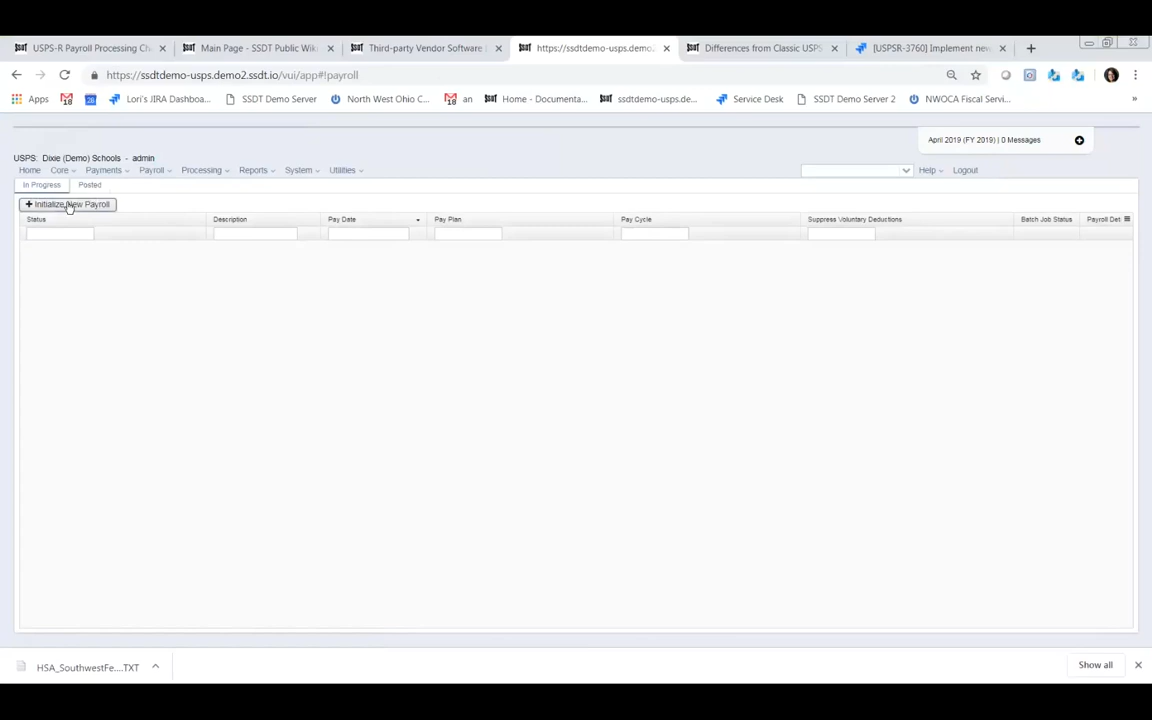 USPS-R Payroll Processing Ch
Main Page - SSDT Public Wiki
Third-party Vendor Software
https://ssdtdemo-usps.demo2.
Differences from Classic USPS
[USPSR-3760] Implement new
https://ssdtdemo-usps.demo2.ssdt.io/vui/app#!payroll
Apps
18
Lori's JIRA Dashboa...
SSDT Demo Server
North West Ohio C...
18
an
Home - Documenta...
ssdtdemo-usps.de...
Service Desk
SSDT Demo Server 2
NWOCA Fiscal Servi...
April 2019 (FY 2019) | 0 Messages
USPS: Dixie (Demo) Schools - admin
Home Core Payments Payroll Processing Reports System Utilities Help Logout
In Progress Posted
Initialize New Payroll
Status Description Pay Date Pay Plan Pay Cycle Suppress Voluntary Deductions Batch Job Status Payroll Det
HSA_SouthwestFe....TXT
Show all